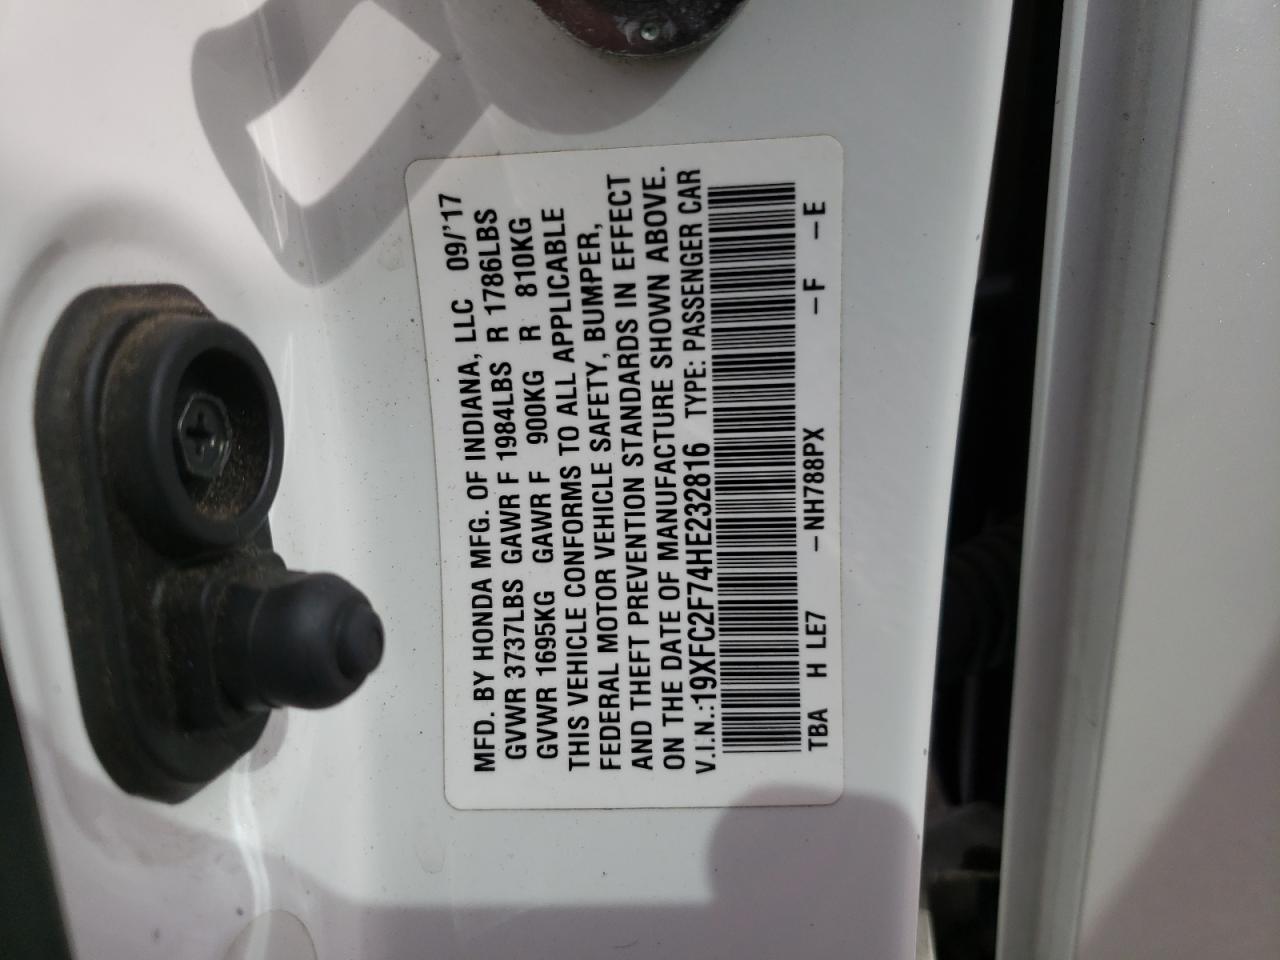 MFD. BY HONDA MFG. OF INDIANA, LLC 09/'17
GVWR 3737LBS GAWR F 1984LBS R 1786LBS
GVWR 1695KG GAWR F 900KG R 810KG
THIS VEHICLE CONFORMS TO ALL APPLICABLE
FEDERAL MOTOR VEHICLE SAFETY, BUMPER,
AND THEFT PREVENTION STANDARDS IN EFFECT
ON THE DATE OF MANUFACTURE SHOWN ABOVE.
V.I.N.:19XFC2F74HE232816 TYPE: PASSENGER CAR
TBA H LE7 –NH788PX –F –E